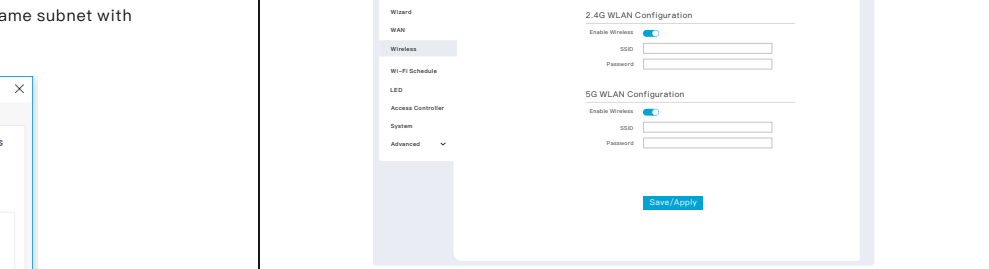 ame subnet with
s
Wizard
WAN
Wireless
Wi-Fi Schedule
LED
Access Controller
System
Advanced
2.4G WLAN Configuration
Enable Wireless
SSID
Password
5G WLAN Configuration
Enable Wireless
SSID
Password
Save/Apply